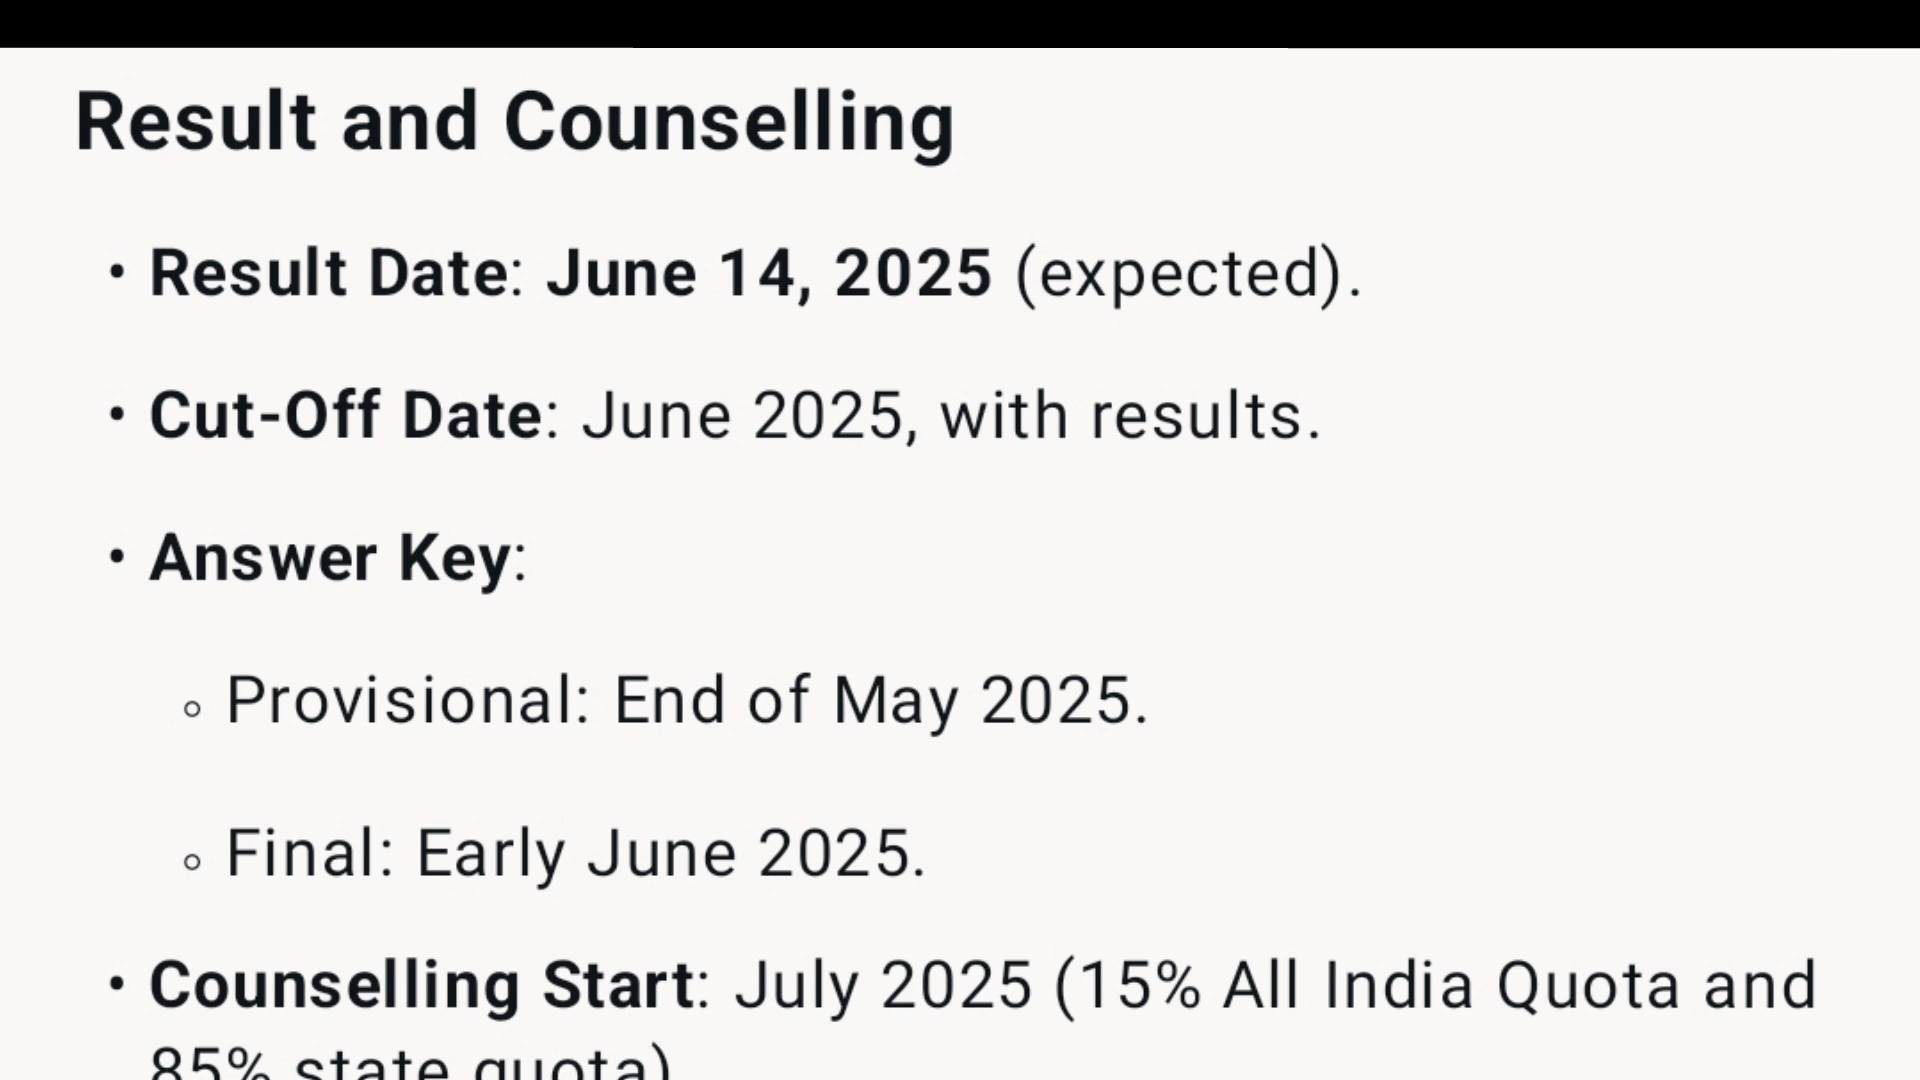 Result and Counselling
• Result Date: June 14, 2025 (expected).
• Cut-Off Date: June 2025, with results.
• Answer Key:
◦ Provisional: End of May 2025.
◦ Final: Early June 2025.
• Counselling Start: July 2025 (15% All India Quota and
85% state quota)